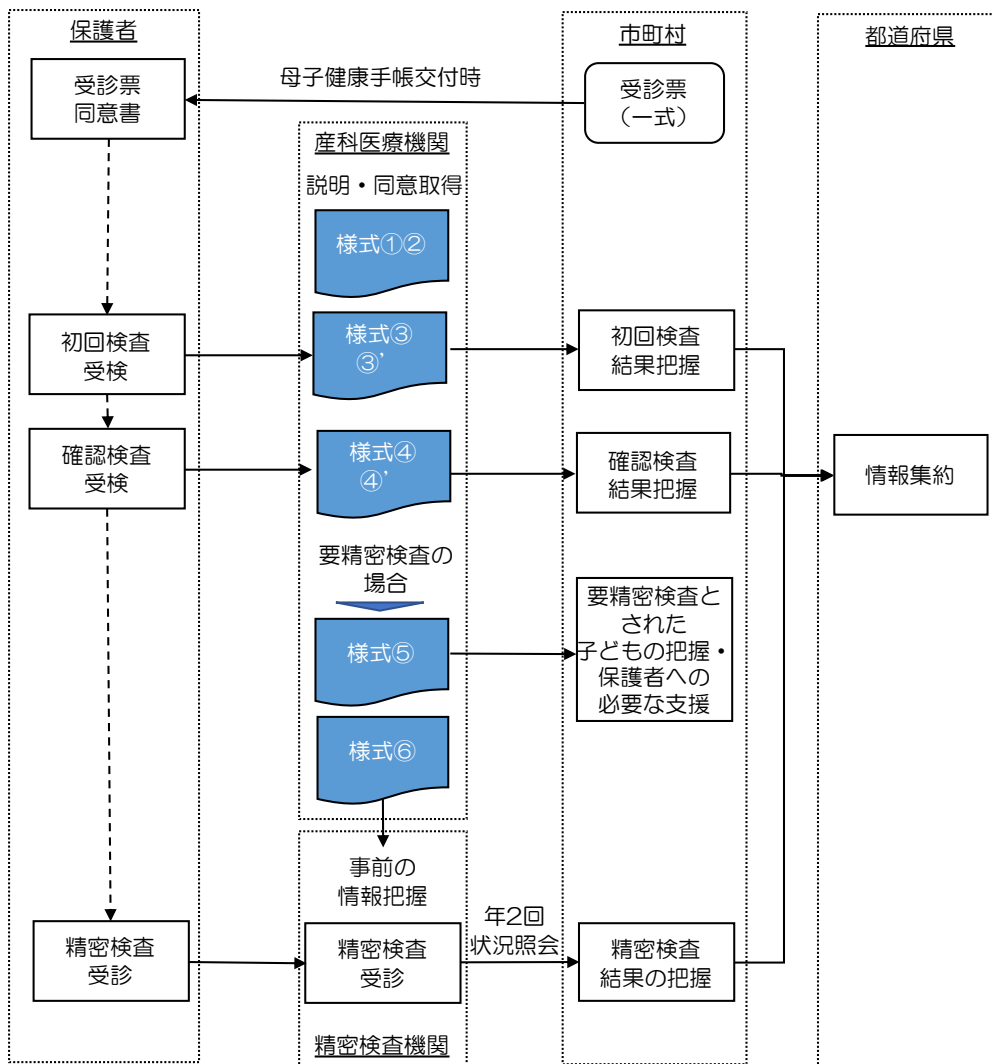 保護者
市町村
都道府県
受診票
同意書
母子健康手帳交付時
受診票
（一式）
産科医療機関
説明・同意取得
様式①②
初回検査
受検
様式③
③’
初回検査
結果把握
確認検査
受検
様式④
④’
確認検査
結果把握
情報集約
要精密検査の
場合
様式⑤
要精密検査と
された
子どもの把握・
保護者への
必要な支援
様式⑥
事前の
情報把握
精密検査
受診
精密検査
受診
年2回
状況照会
精密検査
結果の把握
精密検査機関